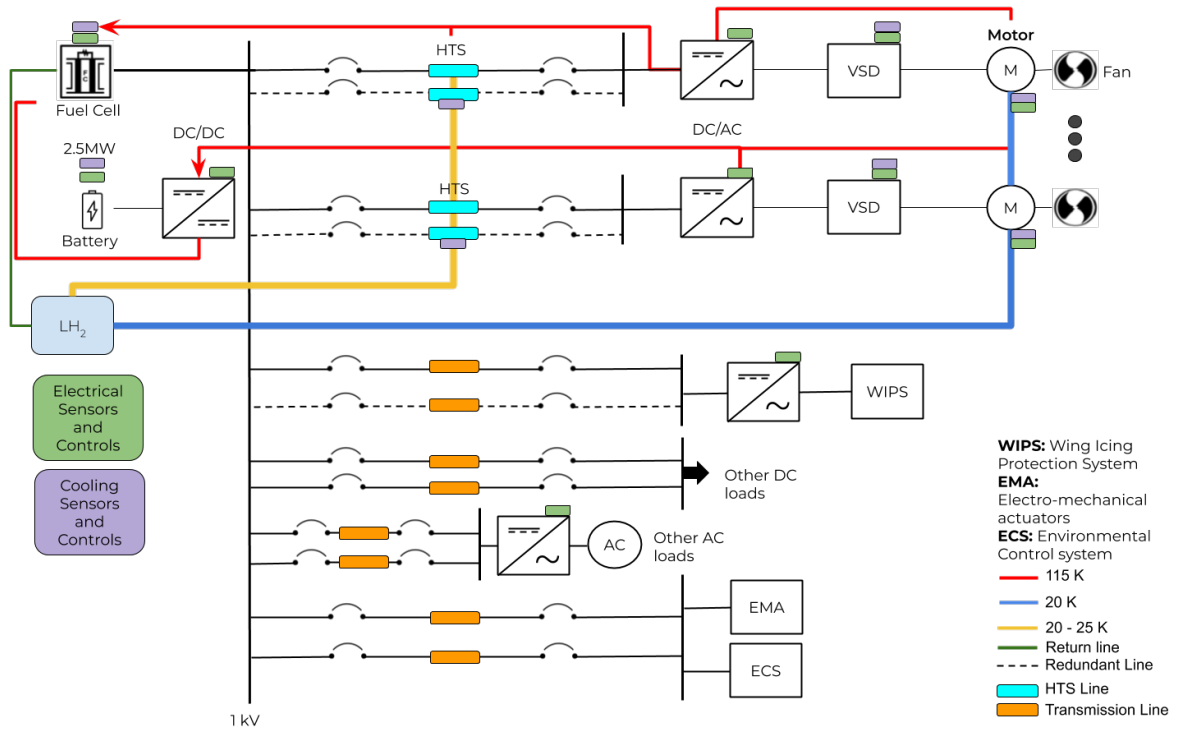 HTS
Motor
VSD
M
Fan
FC
Fuel Cell
DC/DC
DC/AC
2.5MW
HTS
VSD
M
Battery
LH2
WIPS
Electrical
Sensors
and
Controls
Cooling
Sensors
and
Controls
Other DC
loads
AC
Other AC
loads
EMA
ECS
1 kV
WIPS: Wing Icing
Protection System
EMA:
Electro-mechanical
actuators
ECS: Environmental
Control system
115 K
20 K
20 - 25 K
Return line
Redundant Line
HTS Line
Transmission Line